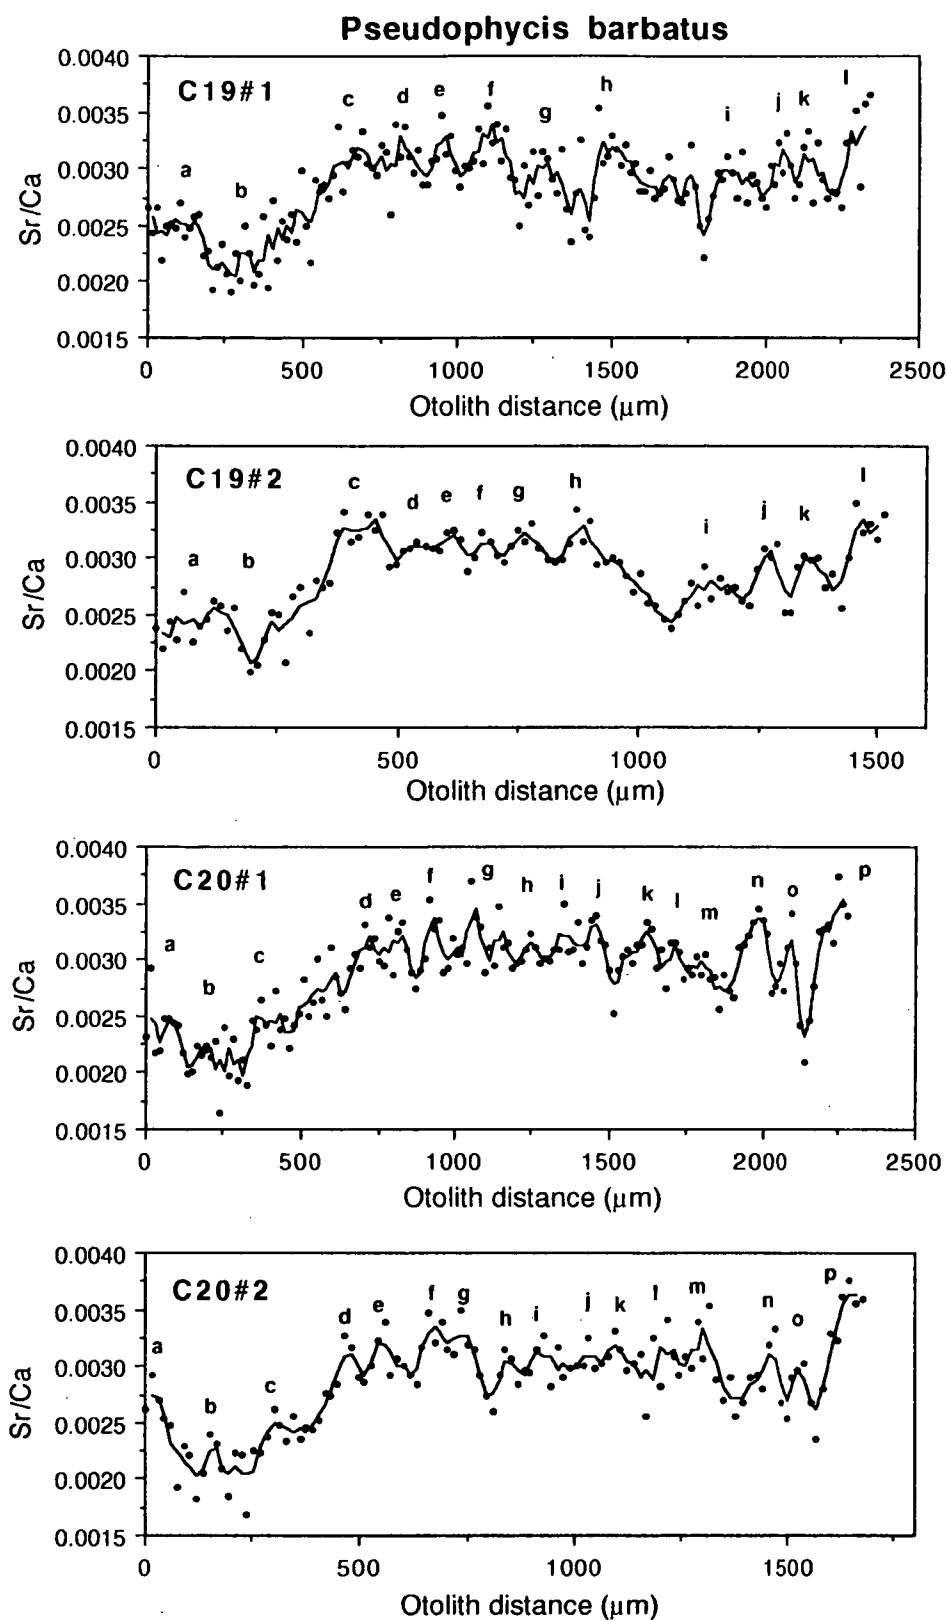 Pseudophycis barbatus
C19#1
a b c d e f g h i j k l
Sr/Ca
0.0040
0.0035
0.0030
0.0025
0.0020
0.0015
0 500 1000 1500 2000 2500
Otolith distance (μm)
C19#2
a b c d e f g h i j k l
Sr/Ca
0.0040
0.0035
0.0030
0.0025
0.0020
0.0015
0 500 1000 1500
Otolith distance (μm)
C20#1
a b c d e f g h i j k l m n o p
Sr/Ca
0.0040
0.0035
0.0030
0.0025
0.0020
0.0015
0 500 1000 1500 2000 2500
Otolith distance (μm)
C20#2
a b c d e f g h i j k l m n o p
Sr/Ca
0.0040
0.0035
0.0030
0.0025
0.0020
0.0015
0 500 1000 1500
Otolith distance (μm)